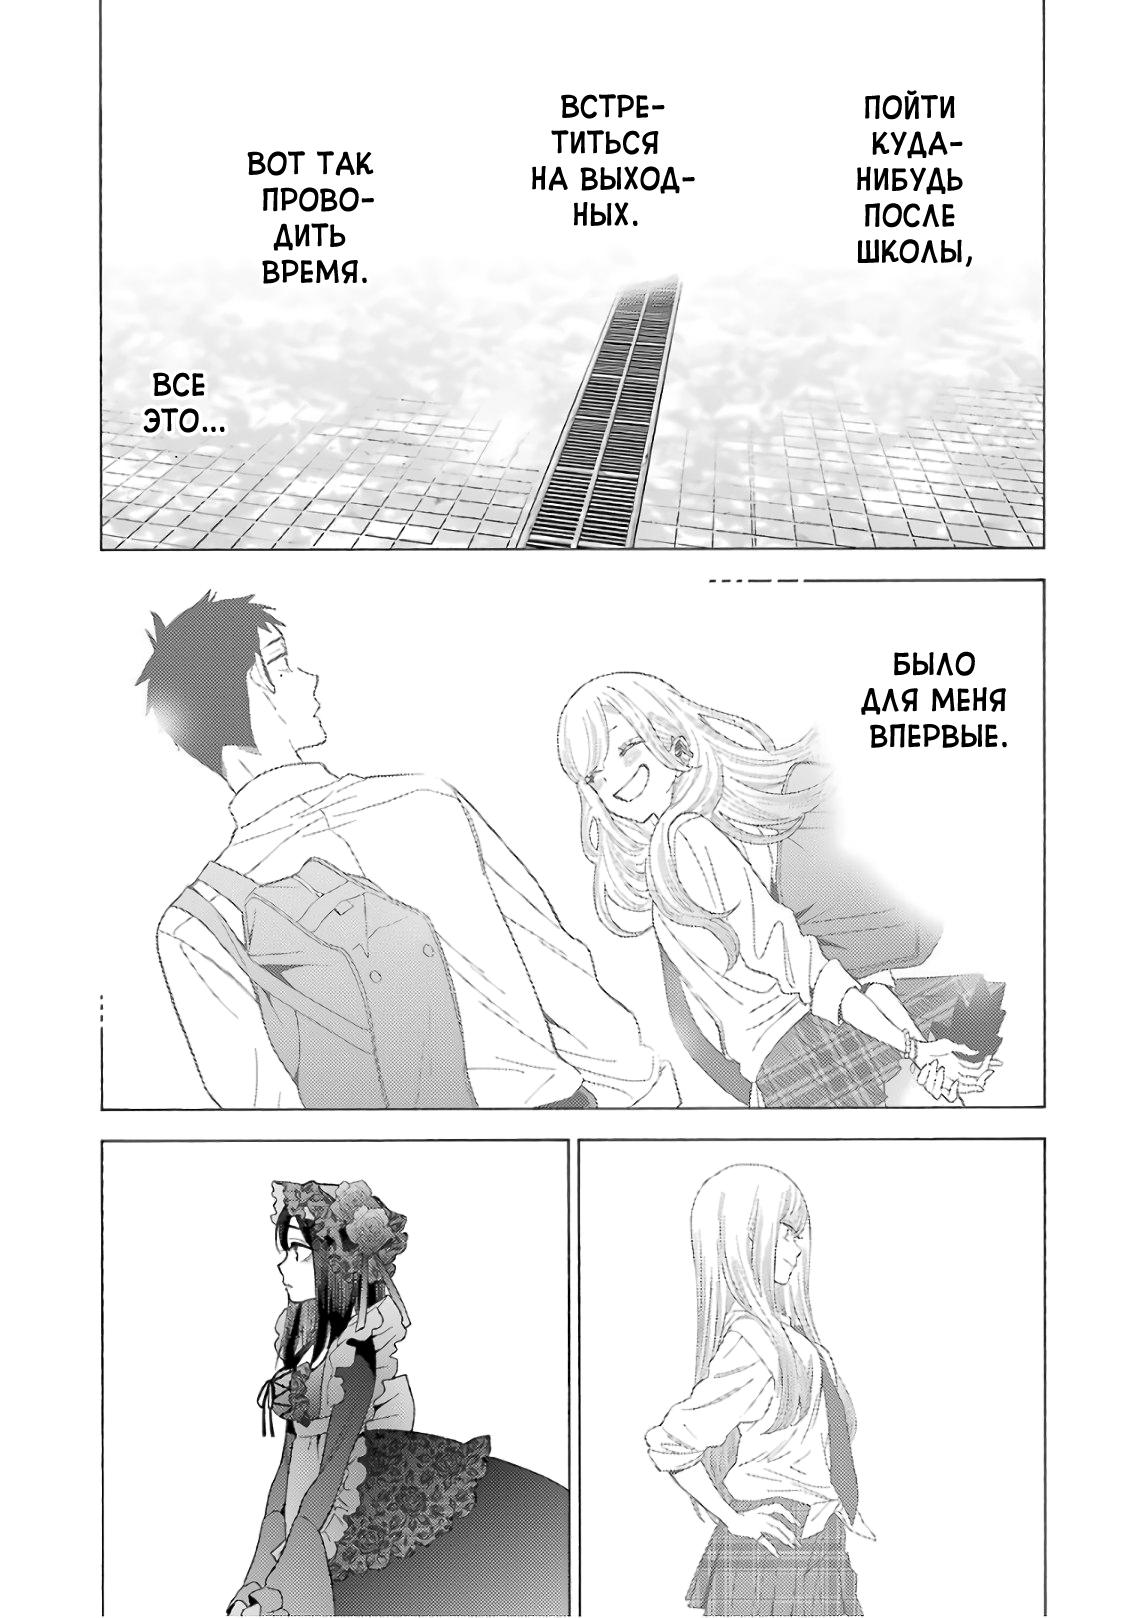 ПОЙТИ
КУДА-
НИБУДЬ
ПОСЛЕ
ШКОЛЫ,
ВСТРЕ-
ТИТЬСЯ
НА ВЫХОД-
НЫХ.
ВОТ ТАК
ПРОВО-
ДИТЬ
ВРЕМЯ.
ВСЕ
ЭТО...
БЫЛО
ДЛЯ МЕНЯ
ВПЕРВЫЕ.